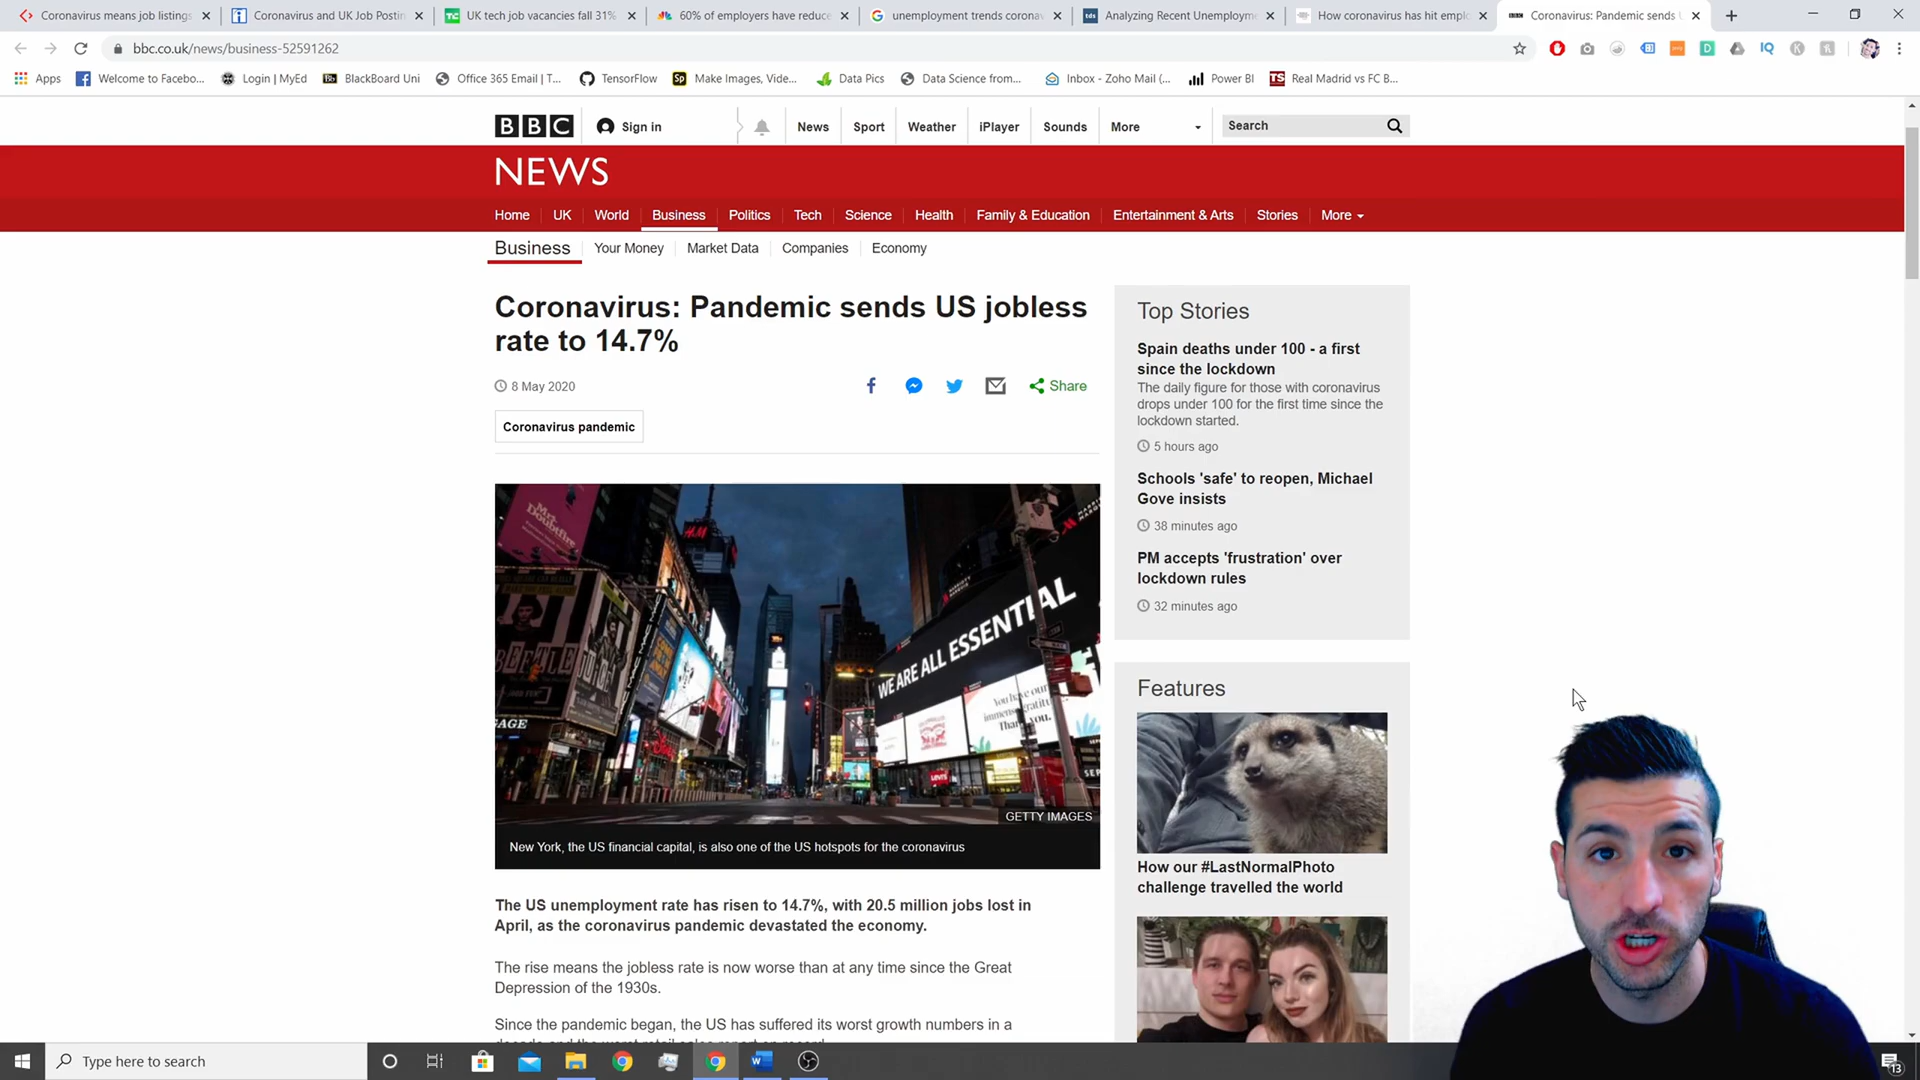 Coronavirus means job listings
Coronavirus and UK Job Postin
UK tech job vacancies fall 31%
60% of employers have reduce
unemployment trends corona
Analyzing Recent Unemploym
How coronavirus has hit emplo
Coronavirus: Pandemic sends U
bbc.co.uk/news/business-52591262
Apps
Welcome to Facebo...
Login | MyEd
BlackBoard Uni
Office 365 Email | T...
TensorFlow
Make Images, Vide...
Data Pics
Data Science from...
Inbox - Zoho Mail (...
Power BI
Real Madrid vs FC B...
BBC
Sign in
News
Sport
Weather
iPlayer
Sounds
More
Search
NEWS
Home
UK
World
Business
Politics
Tech
Science
Health
Family & Education
Entertainment & Arts
Stories
More
Business
Your Money
Market Data
Companies
Economy
Coronavirus: Pandemic sends US jobless
rate to 14.7%
8 May 2020
Share
Coronavirus pandemic
Mrs.
Doubtfire
H&M
BEETLE
WE ARE ALL ESSENTIAL
You have our
immense gratitude
Thank you.
LEVI'S
GETTY IMAGES
New York, the US financial capital, is also one of the US hotspots for the coronavirus
The US unemployment rate has risen to 14.7%, with 20.5 million jobs lost in
April, as the coronavirus pandemic devastated the economy.
The rise means the jobless rate is now worse than at any time since the Great
Depression of the 1930s.
Since the pandemic began, the US has suffered its worst growth numbers in a
Top Stories
Spain deaths under 100 - a first
since the lockdown
The daily figure for those with coronavirus
drops under 100 for the first time since the
lockdown started.
5 hours ago
Schools 'safe' to reopen, Michael
Gove insists
38 minutes ago
PM accepts 'frustration' over
lockdown rules
32 minutes ago
Features
How our #LastNormalPhoto
challenge travelled the world
Type here to search
13